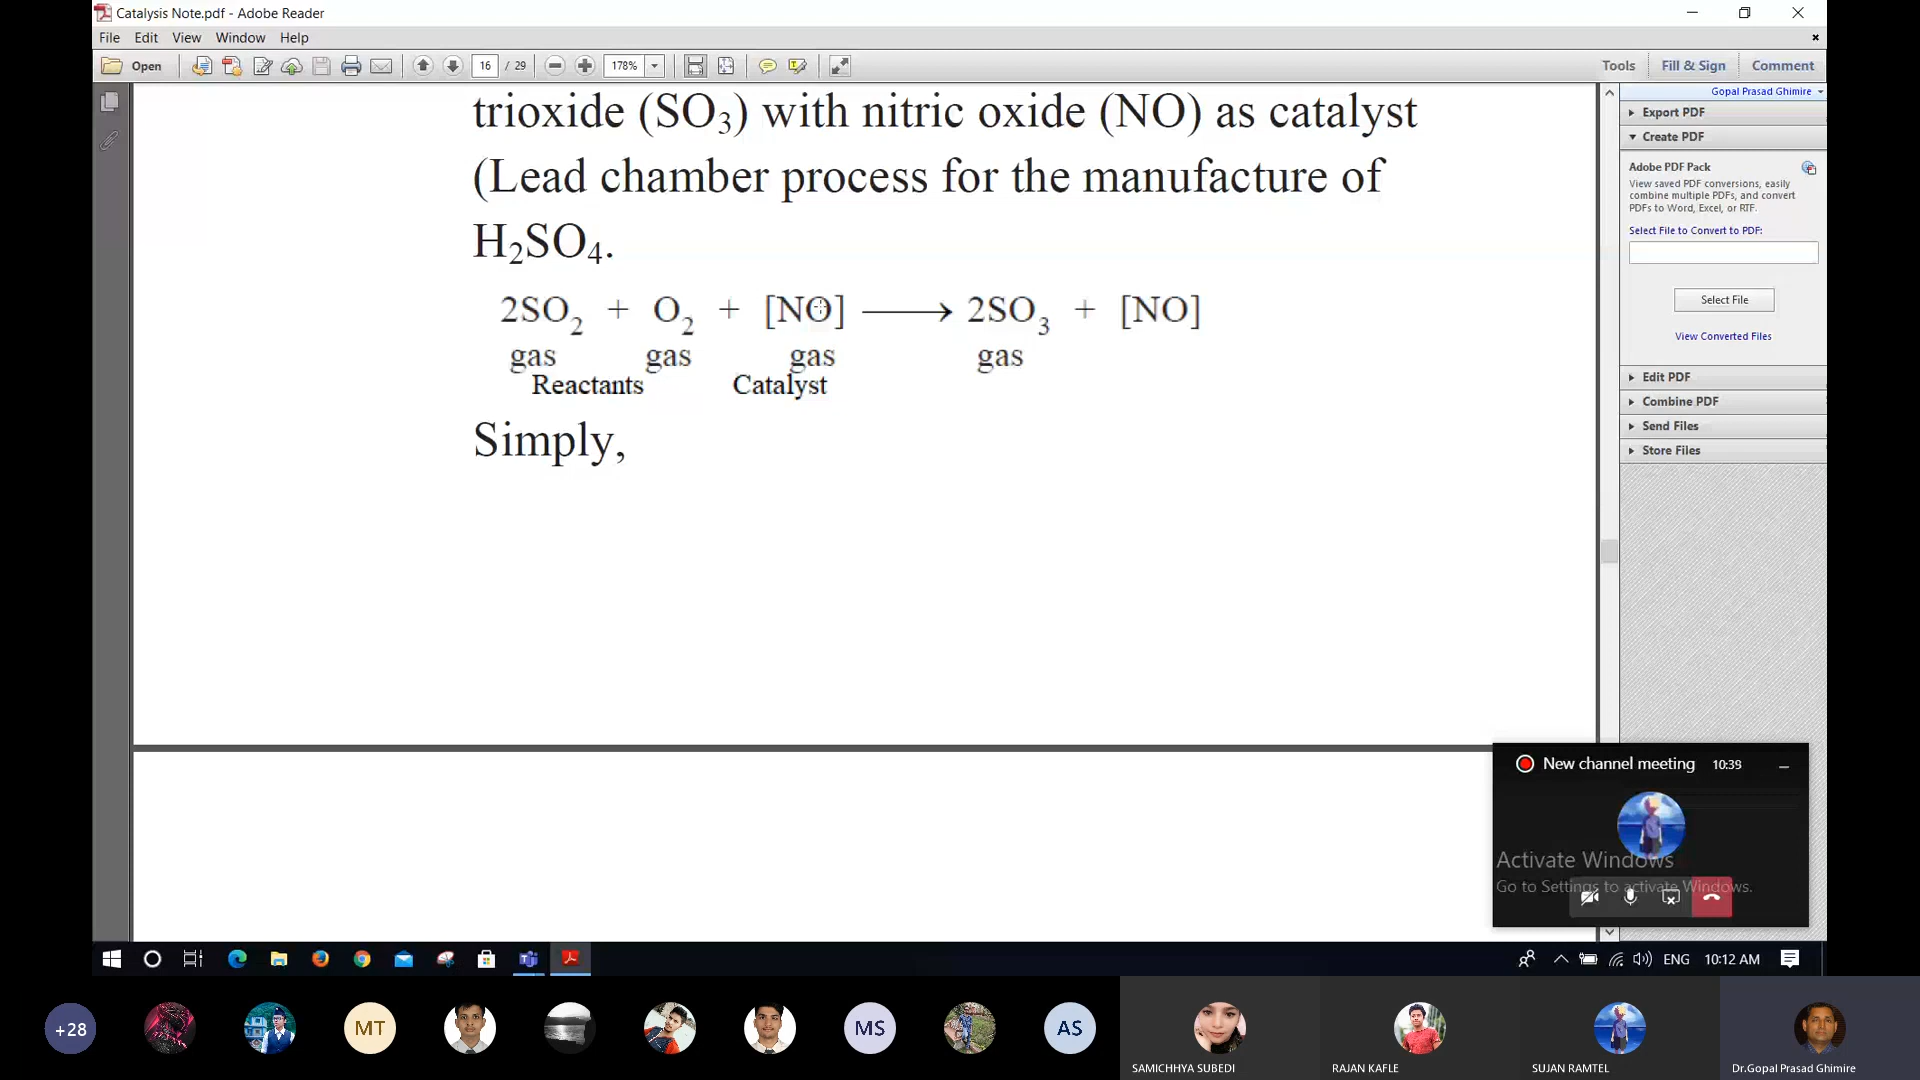 Catalysis Note.pdf - Adobe Reader
File Edit View Window Help
Open 16 / 29 178% Tools Fill & Sign Comment
Gopal Prasad Ghimire
Export PDF
Create PDF
Adobe PDF Pack
View saved PDF conversions, easily
combine multiple PDFs, and convert
PDFs to Word, Excel, or RTF.
Select File to Convert to PDF:
Select File
View Converted Files
Edit PDF
Combine PDF
Send Files
Store Files
trioxide (SO₃) with nitric oxide (NO) as catalyst
(Lead chamber process for the manufacture of
H₂SO₄.
2SO₂ + O₂ + [NO] ⟶ 2SO₃ + [NO]
gas gas gas gas
Reactants Catalyst
Simply,
New channel meeting 10:39
Activate Windows
Go to Settings to activate Windows.
ENG 10:12 AM
+28 MT MS AS
SAMICHHYA SUBEDI RAJAN KAFLE SUJAN RAMTEL Dr.Gopal Prasad Ghimire